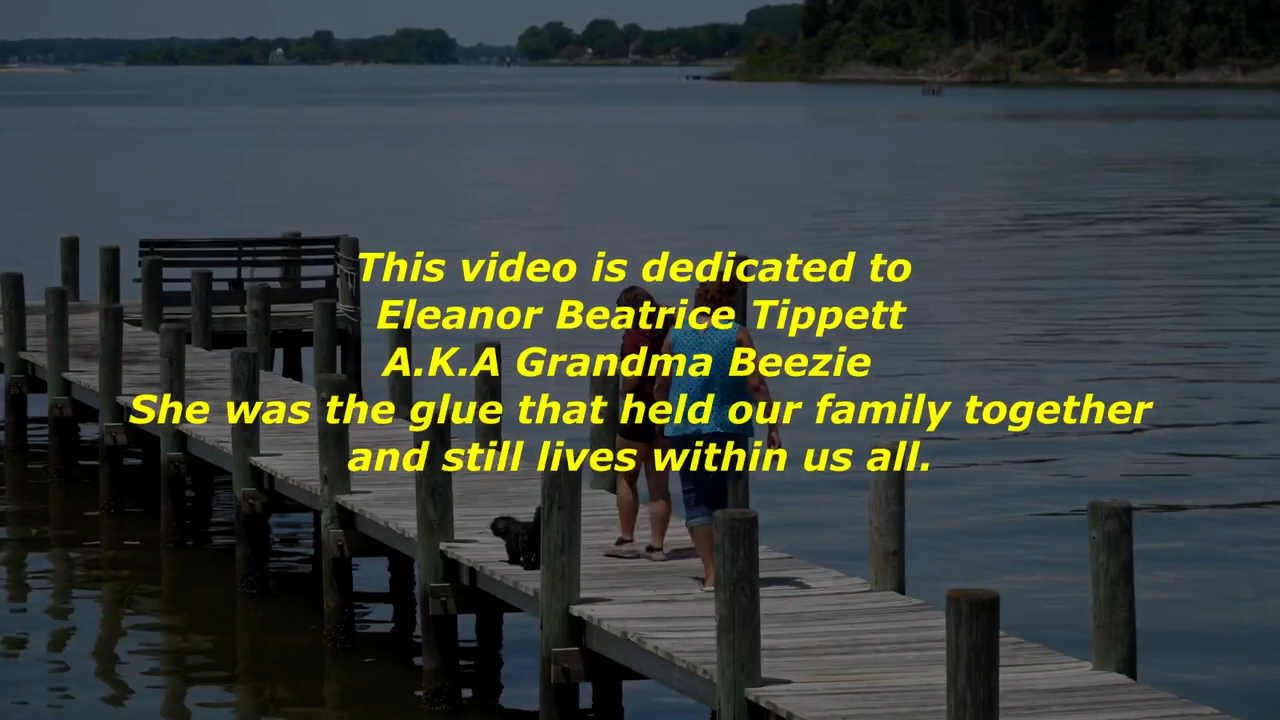 This video is dedicated to
Eleanor Beatrice Tippett
A.K.A Grandma Beezie
She was the glue that held our family together
and still lives within us all.